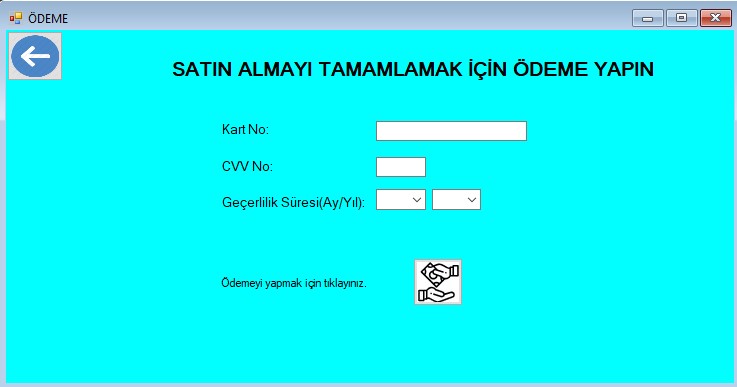 ÖDEME
SATIN ALMAYI TAMAMLAMAK İÇİN ÖDEME YAPIN
Kart No:
CVV No:
Geçerlilik Süresi(Ay/Yıl):
Ödemeyi yapmak için tıklayınız.